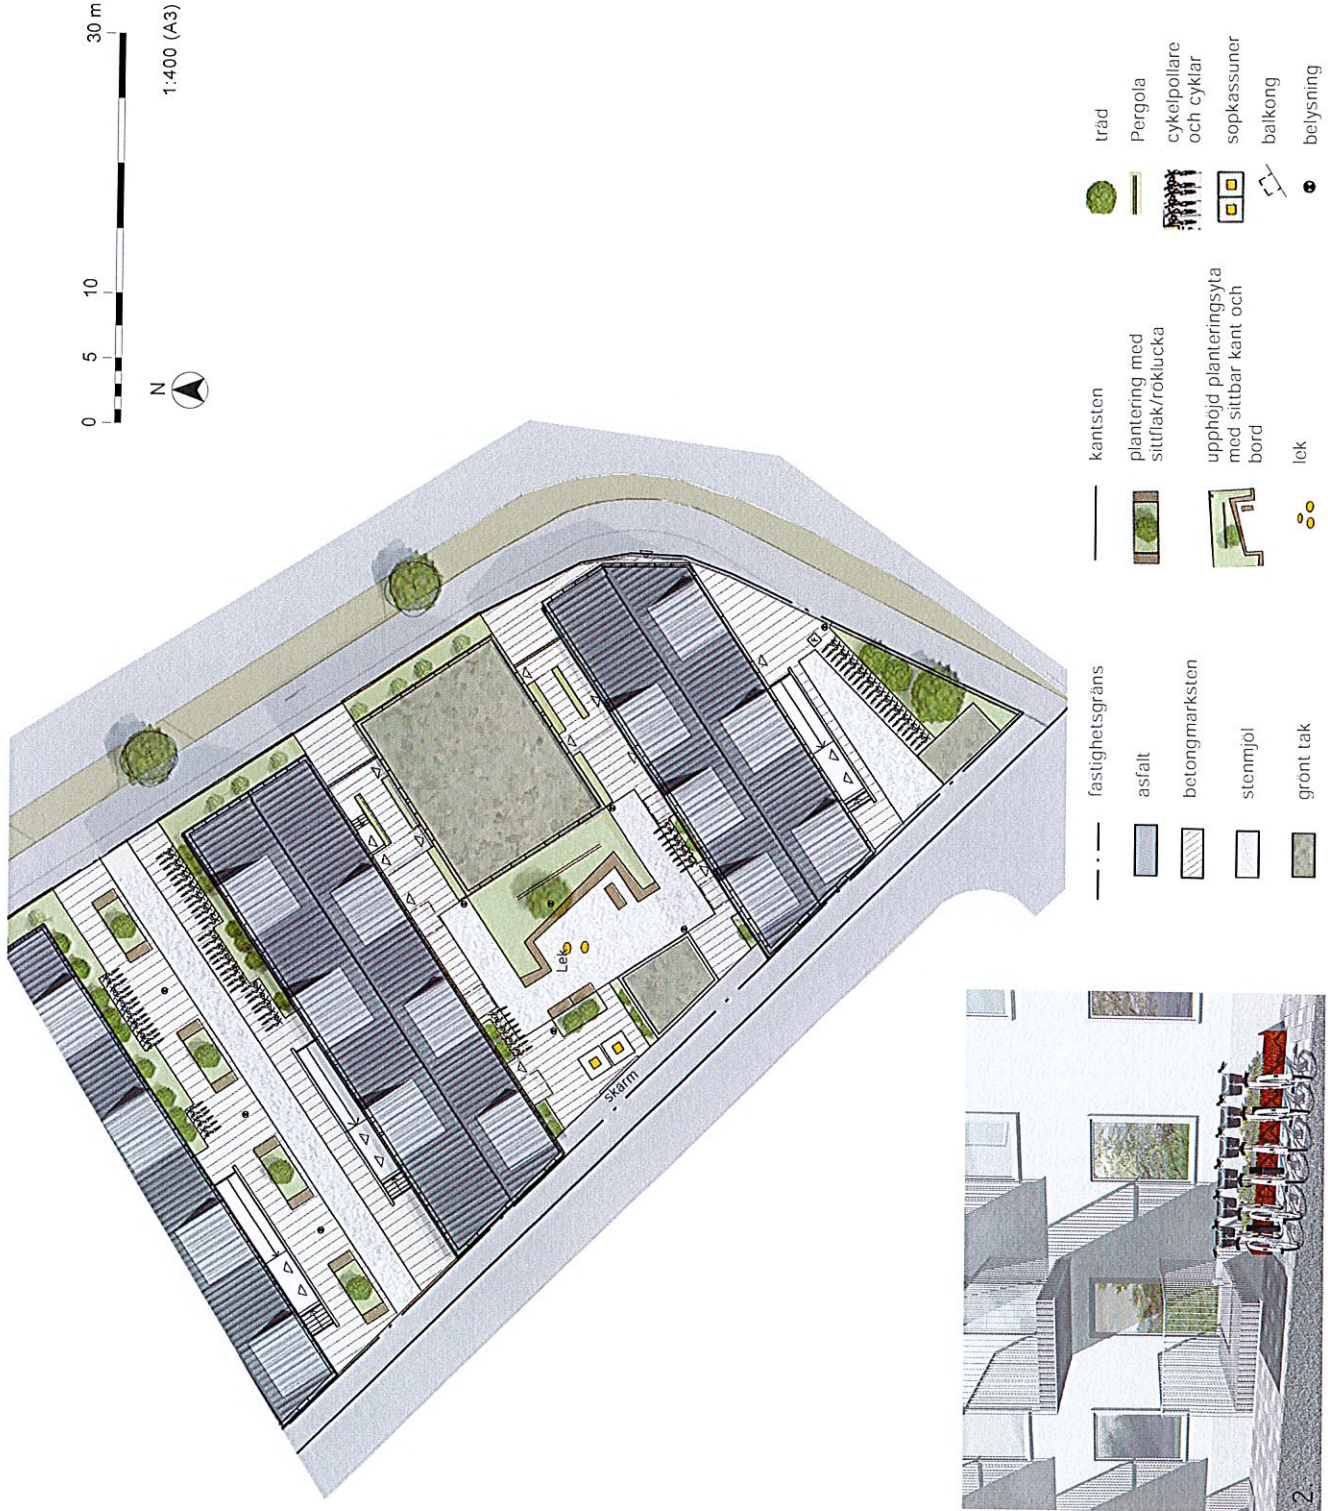 0
5
10
30 m
N
1:400 (A3)
Lek
Skärm
fastighetsgräns
asfalt
betongmarksten
stenmjöl
grönt tak
kantsten
plantering med
sittflak/röklucka
upphöjd planteringsyta
med sittbar kant och
bord
lek
träd
Pergola
cykelpollare
och cyklar
sopkassuner
balkong
belysning
2.